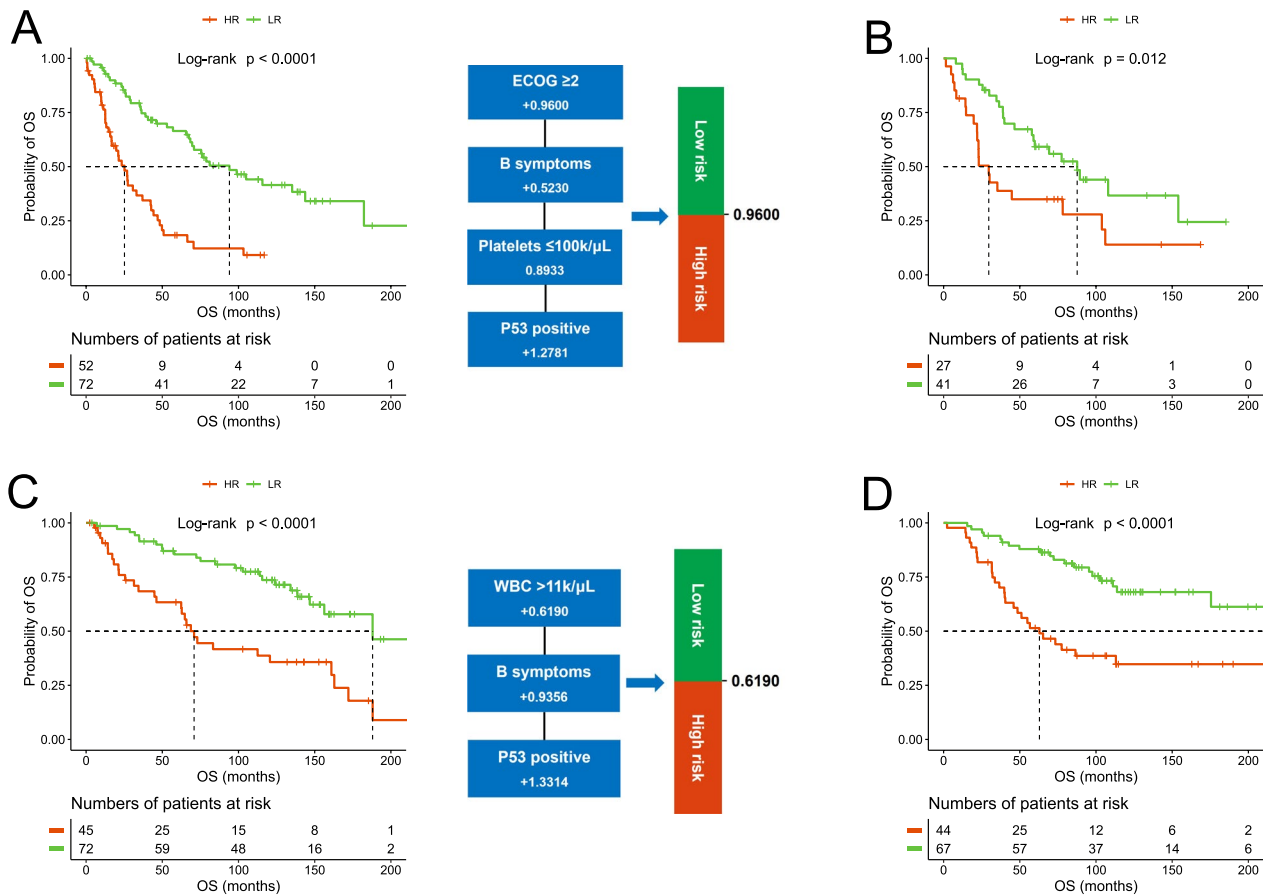 A
HR LR
Log-rank p < 0.0001
Probability of OS
1.00
0.75
0.50
0.25
0.00
0 50 100 150 200
OS (months)
Numbers of patients at risk
52 9 4 0 0
72 41 22 7 1
0 50 100 150 200
OS (months)
ECOG ≥2
+0.9600
B symptoms
+0.5230
Platelets ≤100k/μL
0.8933
P53 positive
+1.2781
Low risk
High risk
0.9600
B
HR LR
Log-rank p = 0.012
Probability of OS
1.00
0.75
0.50
0.25
0.00
0 50 100 150 200
OS (months)
Numbers of patients at risk
27 9 4 1 0
41 26 7 3 0
0 50 100 150 200
OS (months)
C
HR LR
Log-rank p < 0.0001
Probability of OS
1.00
0.75
0.50
0.25
0.00
0 50 100 150 200
OS (months)
Numbers of patients at risk
45 25 15 8 1
72 59 48 16 2
0 50 100 150 200
OS (months)
WBC >11k/μL
+0.6190
B symptoms
+0.9356
P53 positive
+1.3314
Low risk
High risk
0.6190
D
HR LR
Log-rank p < 0.0001
Probability of OS
1.00
0.75
0.50
0.25
0.00
0 50 100 150 200
OS (months)
Numbers of patients at risk
44 25 12 6 2
67 57 37 14 6
0 50 100 150 200
OS (months)